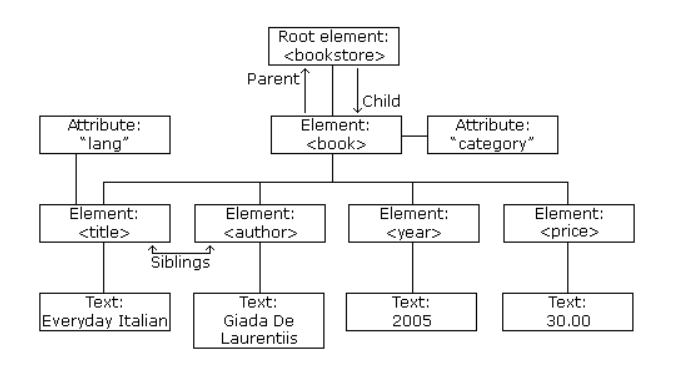 Root element:
<bookstore>
Parent
Child
Attribute:
"lang"
Element:
<book>
Attribute:
"category"
Element:
<title>
Element:
<author>
Element:
<year>
Element:
<price>
Siblings
Text:
Everyday Italian
Text:
Giada De
Laurentiis
Text:
2005
Text:
30.00